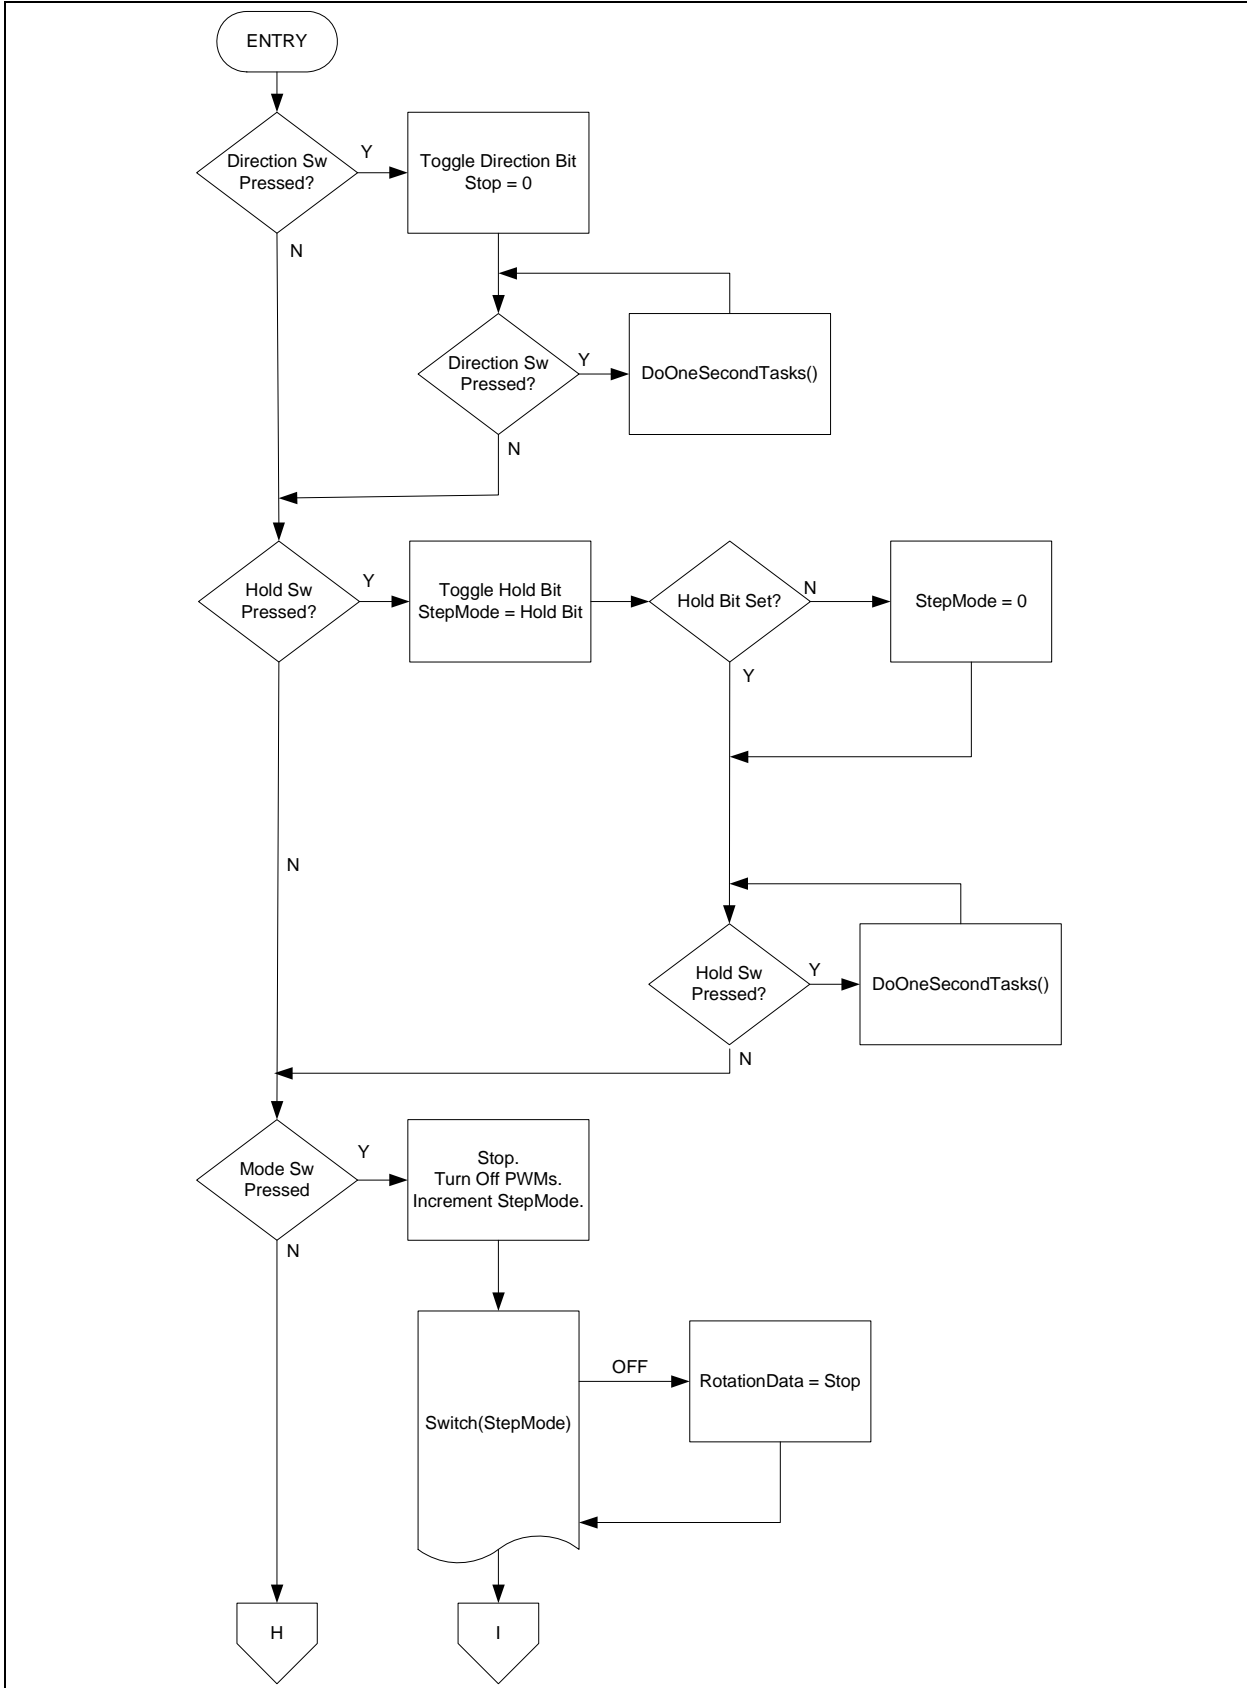 ENTRY
Direction Sw
Pressed?
Y
Toggle Direction Bit
Stop = 0
N
Direction Sw
Pressed?
Y
DoOneSecondTasks()
N
Hold Sw
Pressed?
Y
Toggle Hold Bit
StepMode = Hold Bit
Hold Bit Set?
N
StepMode = 0
Y
N
Hold Sw
Pressed?
Y
DoOneSecondTasks()
N
Mode Sw
Pressed
Y
Stop.
Turn Off PWMs.
Increment StepMode.
N
Switch(StepMode)
OFF
RotationData = Stop
H
I